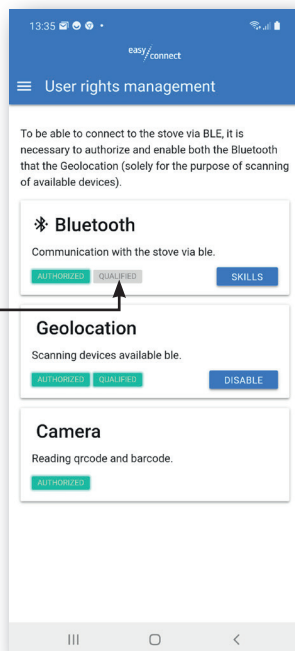 13:35
easy/connect
User rights management
To be able to connect to the stove via BLE, it is
necessary to authorize and enable both the Bluetooth
that the Geolocation (solely for the purpose of scanning
of available devices).
Bluetooth
Communication with the stove via ble.
AUTHORIZED QUALIFIED SKILLS
Geolocation
Scanning devices available ble.
AUTHORIZED QUALIFIED DISABLE
Camera
Reading qrcode and barcode.
AUTHORIZED